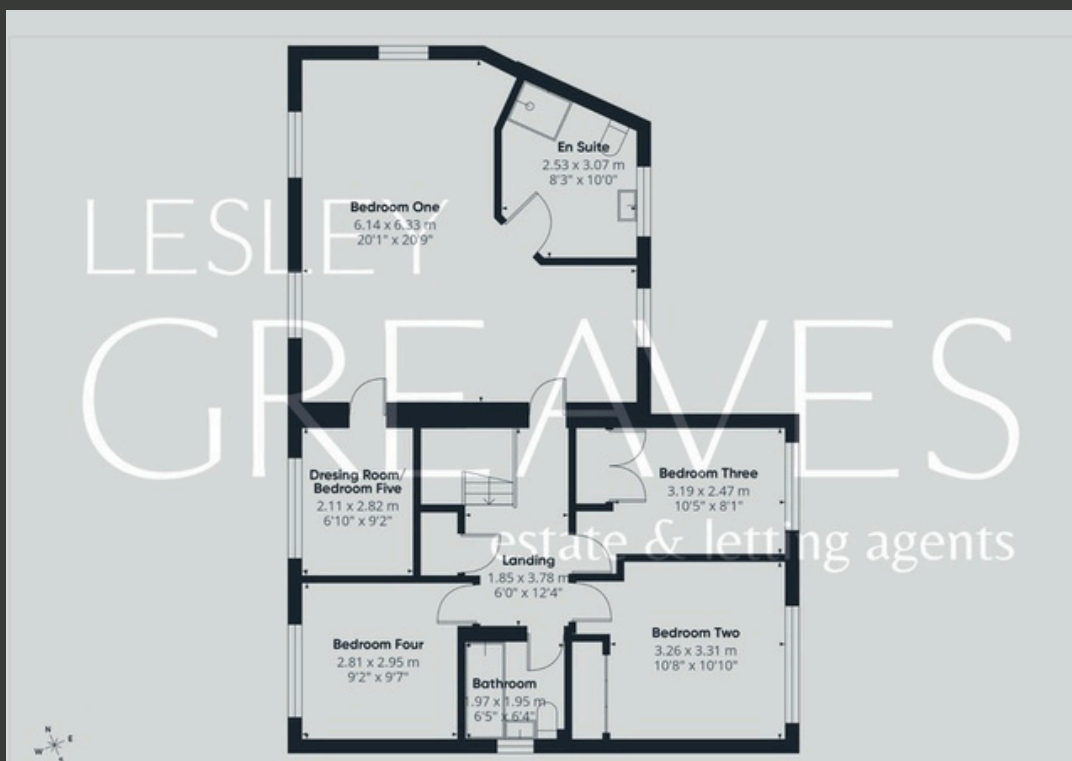 En Suite
2.53 x 3.07 m
8'3" x 10'0"
LESLEY
Bedroom One
6.14 x 6.33 m
20'1" x 20'9"
GREAVES
estate & letting agents
Dresing Room/
Bedroom Five
2.11 x 2.82 m
6'10" x 9'2"
Bedroom Three
3.19 x 2.47 m
10'5" x 8'1"
Landing
1.85 x 3.78 m
6'0" x 12'4"
Bedroom Four
2.81 x 2.95 m
9'2" x 9'7"
Bedroom Two
3.26 x 3.31 m
10'8" x 10'10"
Bathroom
1.97 x 1.95 m
6'5" x 6'4"
N
W E
S